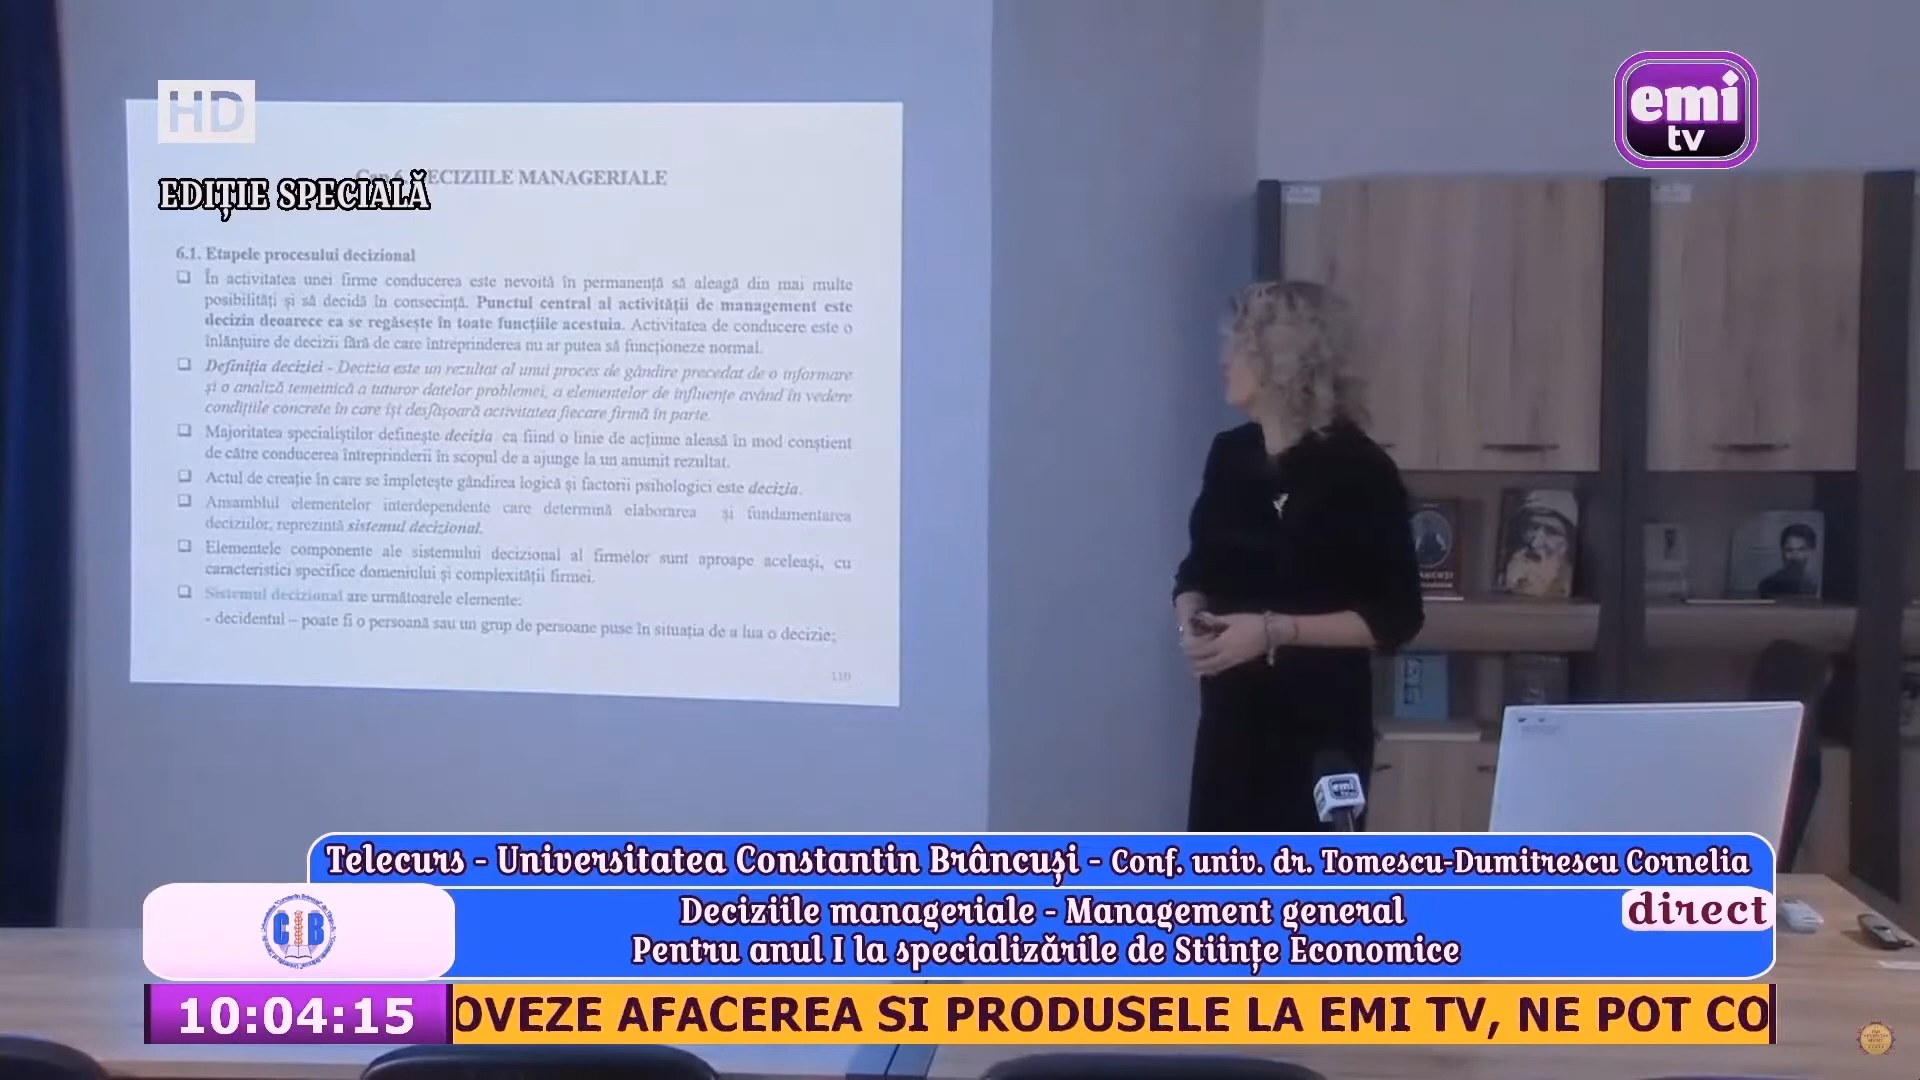 HD
emi
tv
EDIȚIE SPECIALĂ
DECIZIILE MANAGERIALE
6.1. Etapele procesului decizional
În activitatea unei firme conducerea este nevoită în permanență să aleagă din mai multe
posibilități și să decidă în consecință. Punctul central al activității de management este
decizia deoarece ea se regăsește în toate funcțiile acestuia. Activitatea de conducere este o
înlănțuire de decizii fără de care întreprinderea nu ar putea să funcționeze normal.
Definiția deciziei - Decizia este un rezultat al unui proces de gândire precedat de o informare
și o analiză temeinică a tuturor datelor problemei, a elementelor de influențe având în vedere
condițiile concrete în care își desfășoară activitatea fiecare firmă în parte.
Majoritatea specialiștilor definește decizia ca fiind o linie de acțiune aleasă în mod conștient
de către conducerea întreprinderii în scopul de a ajunge la un anumit rezultat.
Actul de creație în care se împletește gândirea logică și factorii psihologici este decizia.
Ansamblul elementelor interdependente care determină elaborarea și fundamentarea
deciziilor, reprezintă sistemul decizional.
Elementele componente ale sistemului decizional al firmelor sunt aproape aceleași, cu
caracteristici specifice domeniului și complexității firmei.
Sistemul decizional are următoarele elemente:
- decidentul – poate fi o persoană sau un grup de persoane puse în situația de a lua o decizie;
110
emi
Telecurs - Universitatea Constantin Brâncuși - Conf. univ. dr. Tomescu-Dumitrescu Cornelia
Deciziile manageriale - Management general
direct
Pentru anul I la specializările de Stiințe Economice
CIB
10:04:15
OVEZE AFACEREA SI PRODUSELE LA EMI TV, NE POT CO